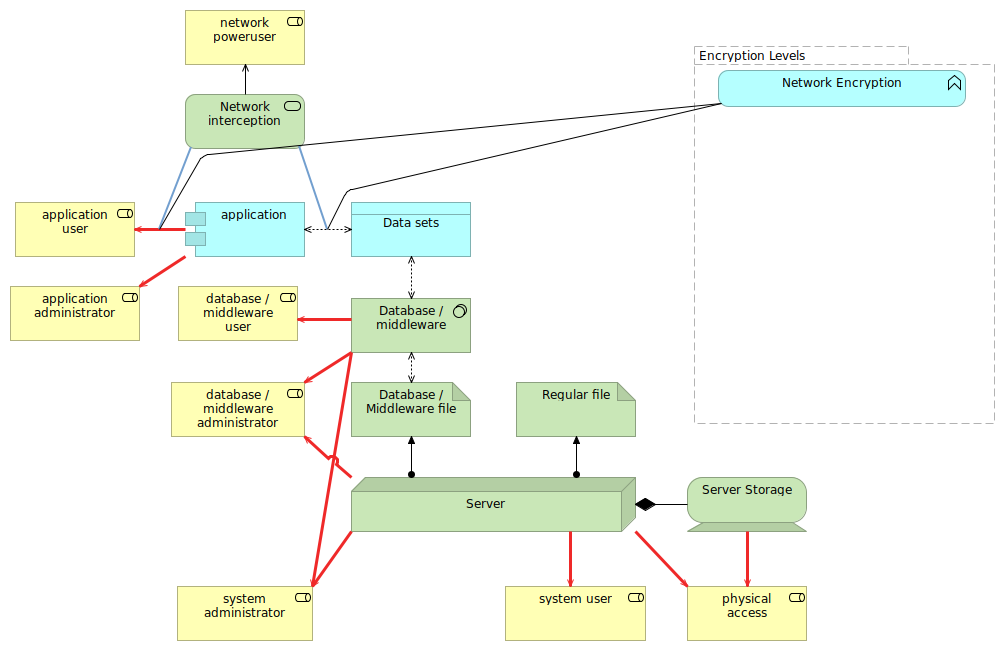 network
poweruser
Encryption Levels
Network Encryption
Network
interception
application
user
application
Data sets
application
administrator
database /
middleware
user
Database /
middleware
database /
middleware
administrator
Database /
Middleware file
Regular file
Server
Server Storage
system
administrator
system user
physical
access